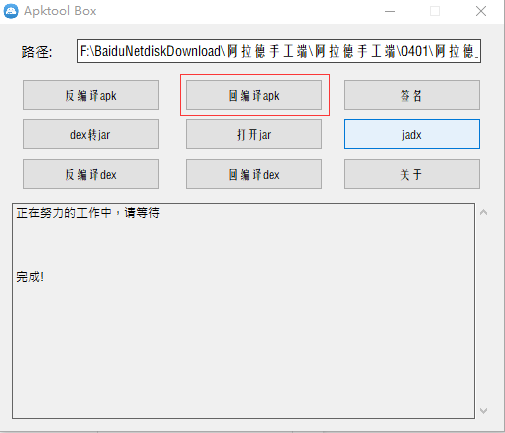 Apktool Box
路径:
F:\BaiduNetdiskDownload\阿拉德手工端\阿拉德手工端\0401\阿拉德_
反编译apk
回编译apk
签名
dex转jar
打开jar
jadx
反编译dex
回编译dex
关于
正在努力的工作中，请等待
完成!